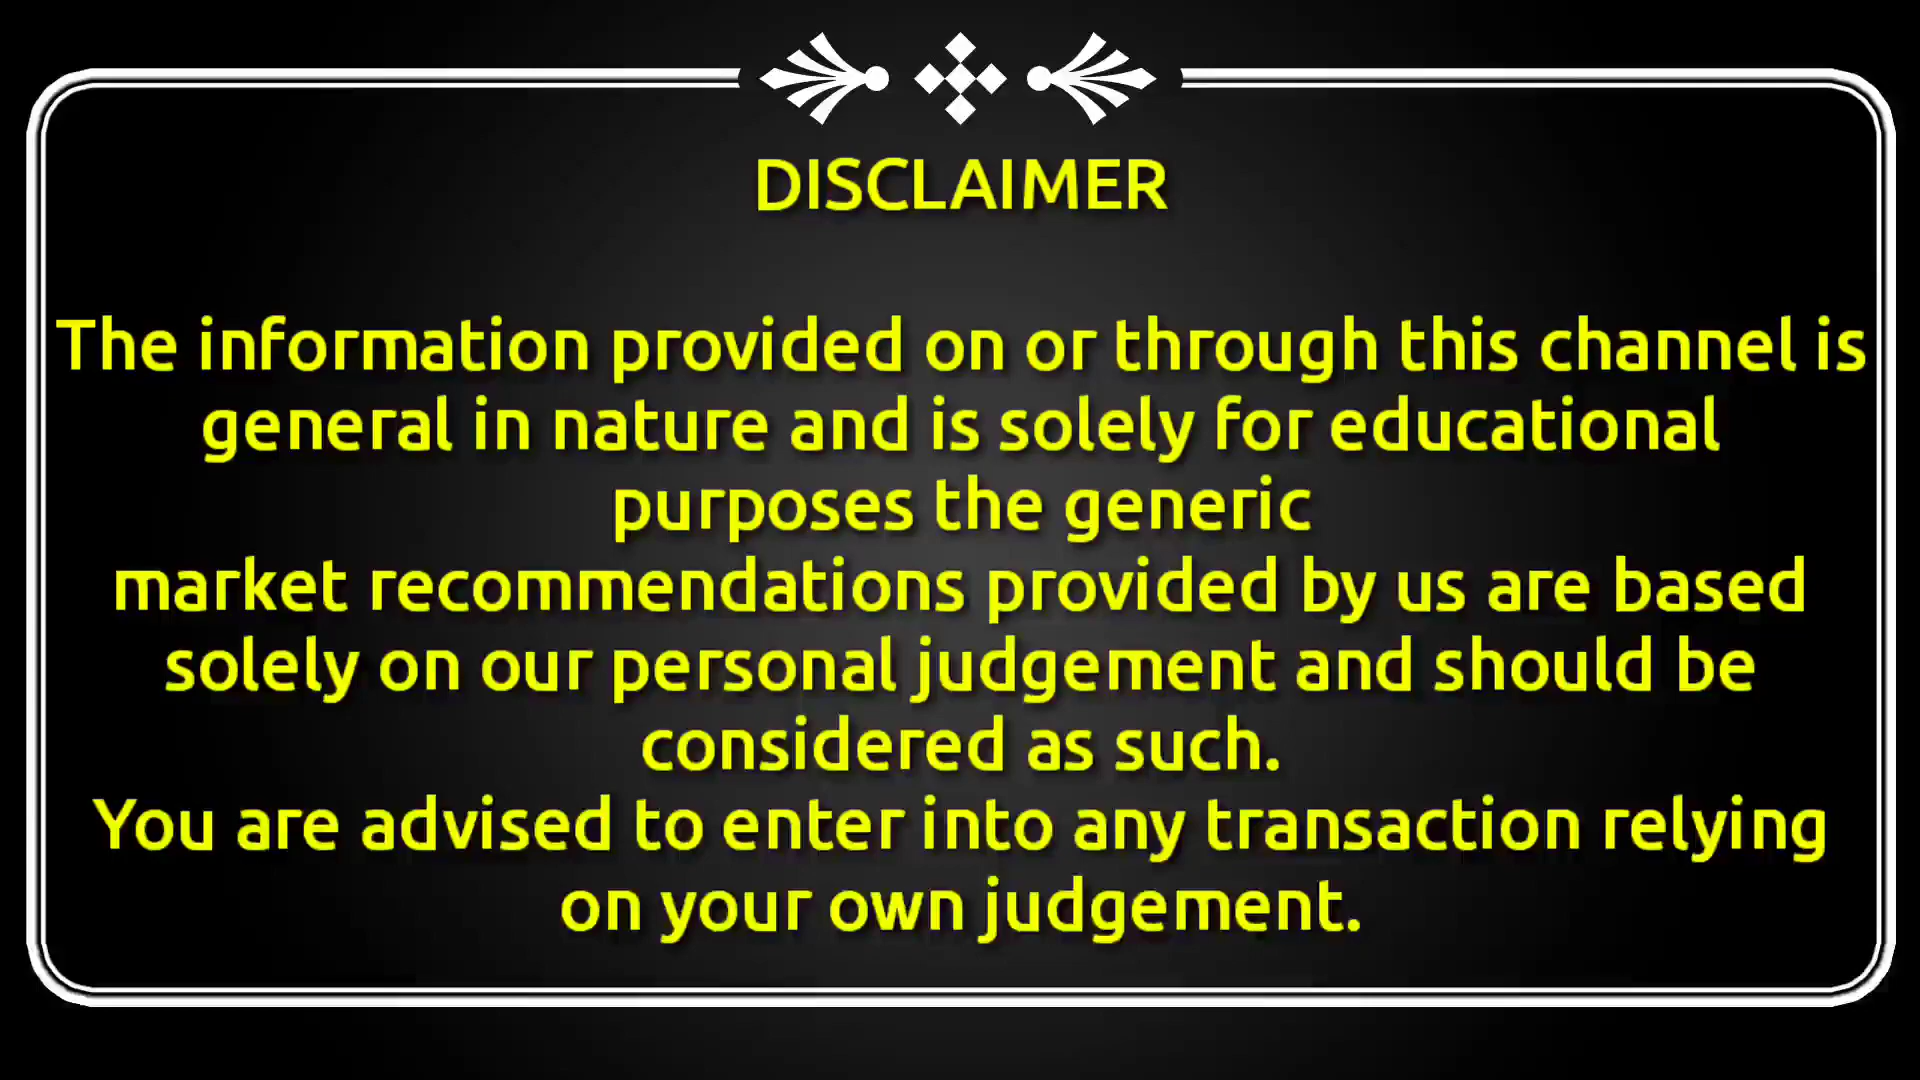 DISCLAIMER
The information provided on or through this channel is
general in nature and is solely for educational
purposes the generic
market recommendations provided by us are based
solely on our personal judgement and should be
considered as such.
You are advised to enter into any transaction relying
on your own judgement.